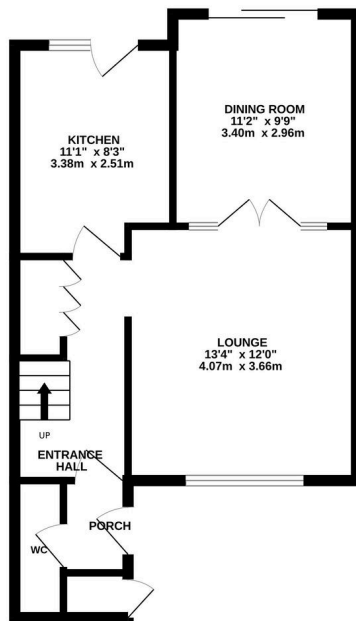 KITCHEN
11'1" x 8'3"
3.38m x 2.51m
DINING ROOM
11'2" x 9'9"
3.40m x 2.96m
LOUNGE
13'4" x 12'0"
4.07m x 3.66m
UP
ENTRANCE
HALL
PORCH
WC